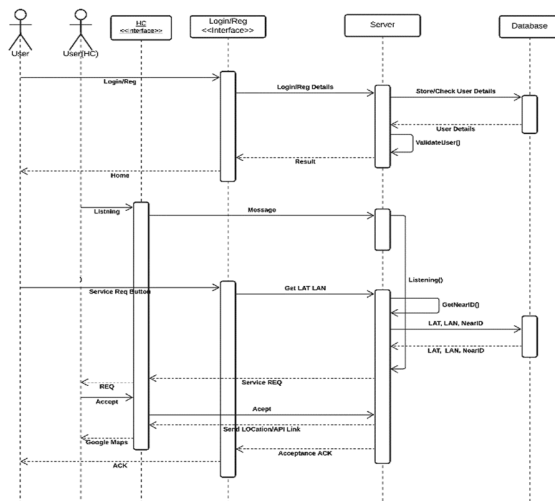 HC
<<Interface>>
Login/Reg
<<Interface>>
Server
Database
User
User(HC)
Login/Reg
Login/Reg Details
Store/Check User Details
User Details
ValidateUser()
Result
Home
Listning
Message
Listening()
)
Service Req Button
Get LAT LAN
GetNearID()
LAT, LAN, NearID
LAT, LAN, NearID
Service REQ
REQ
Accept
Acept
Send LOCation/API Link
Google Maps
Acceptance ACK
ACK